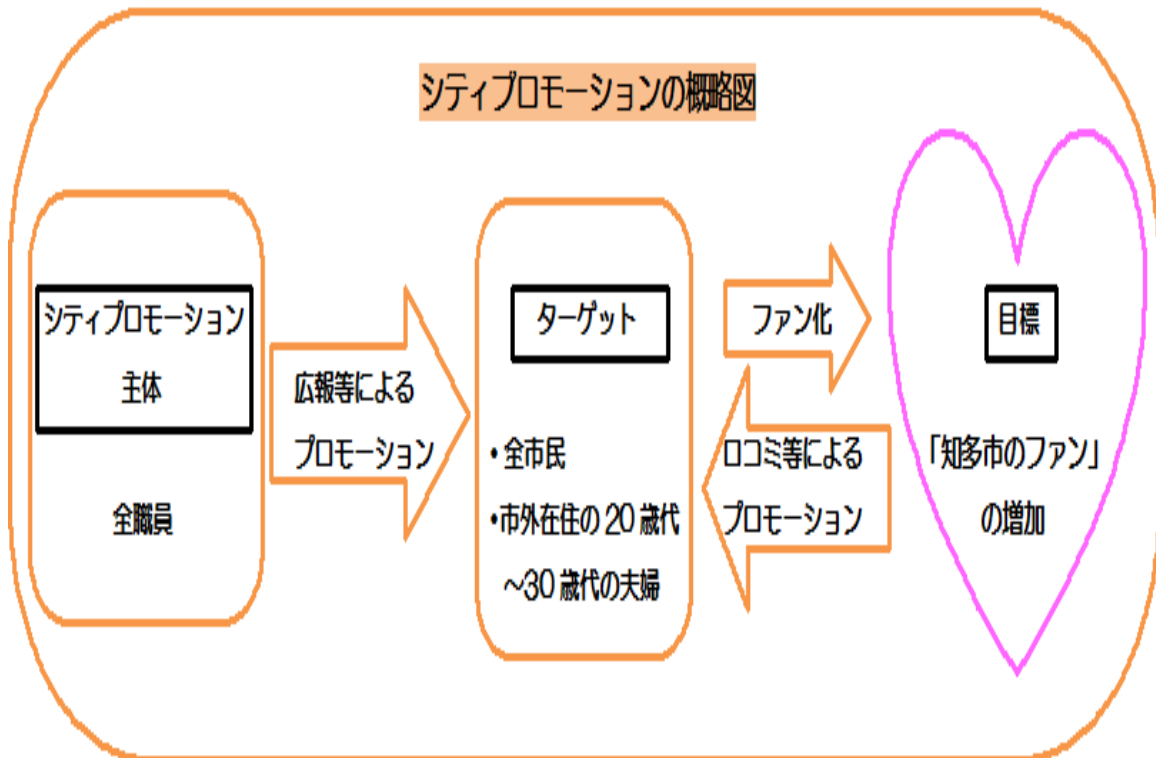 シティプロモーションの概略図
シティプロモーション
主体
全職員
広報等による
プロモーション
ターゲット
・全市民
・市外在住の20歳代
～30歳代の夫婦
ファン化
口コミ等による
プロモーション
目標
「知多市のファン」
の増加